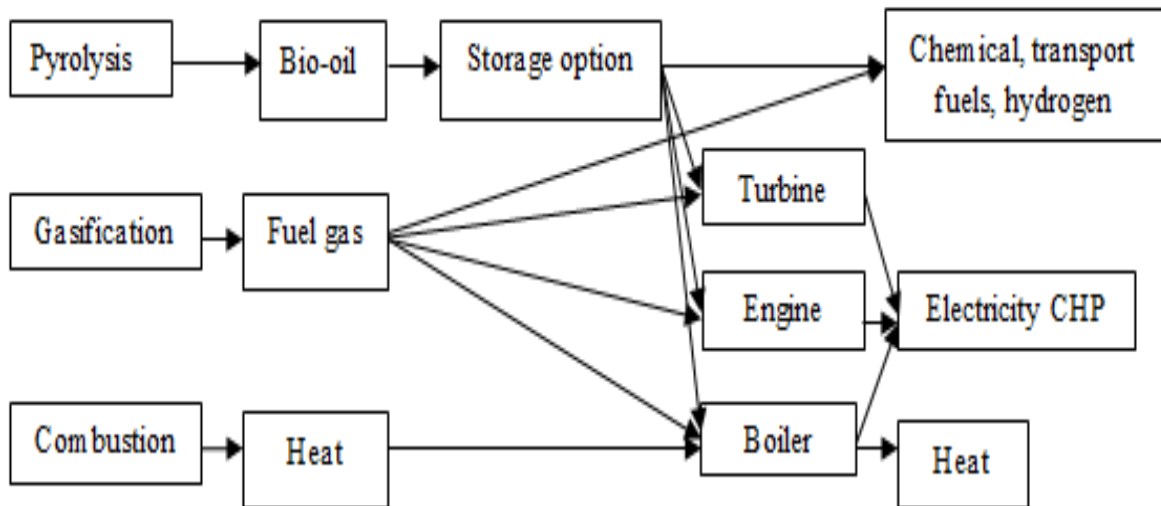 Pyrolysis
Bio-oil
Storage option
Chemical, transport
fuels, hydrogen
Turbine
Gasification
Fuel gas
Engine
Electricity CHP
Combustion
Heat
Boiler
Heat